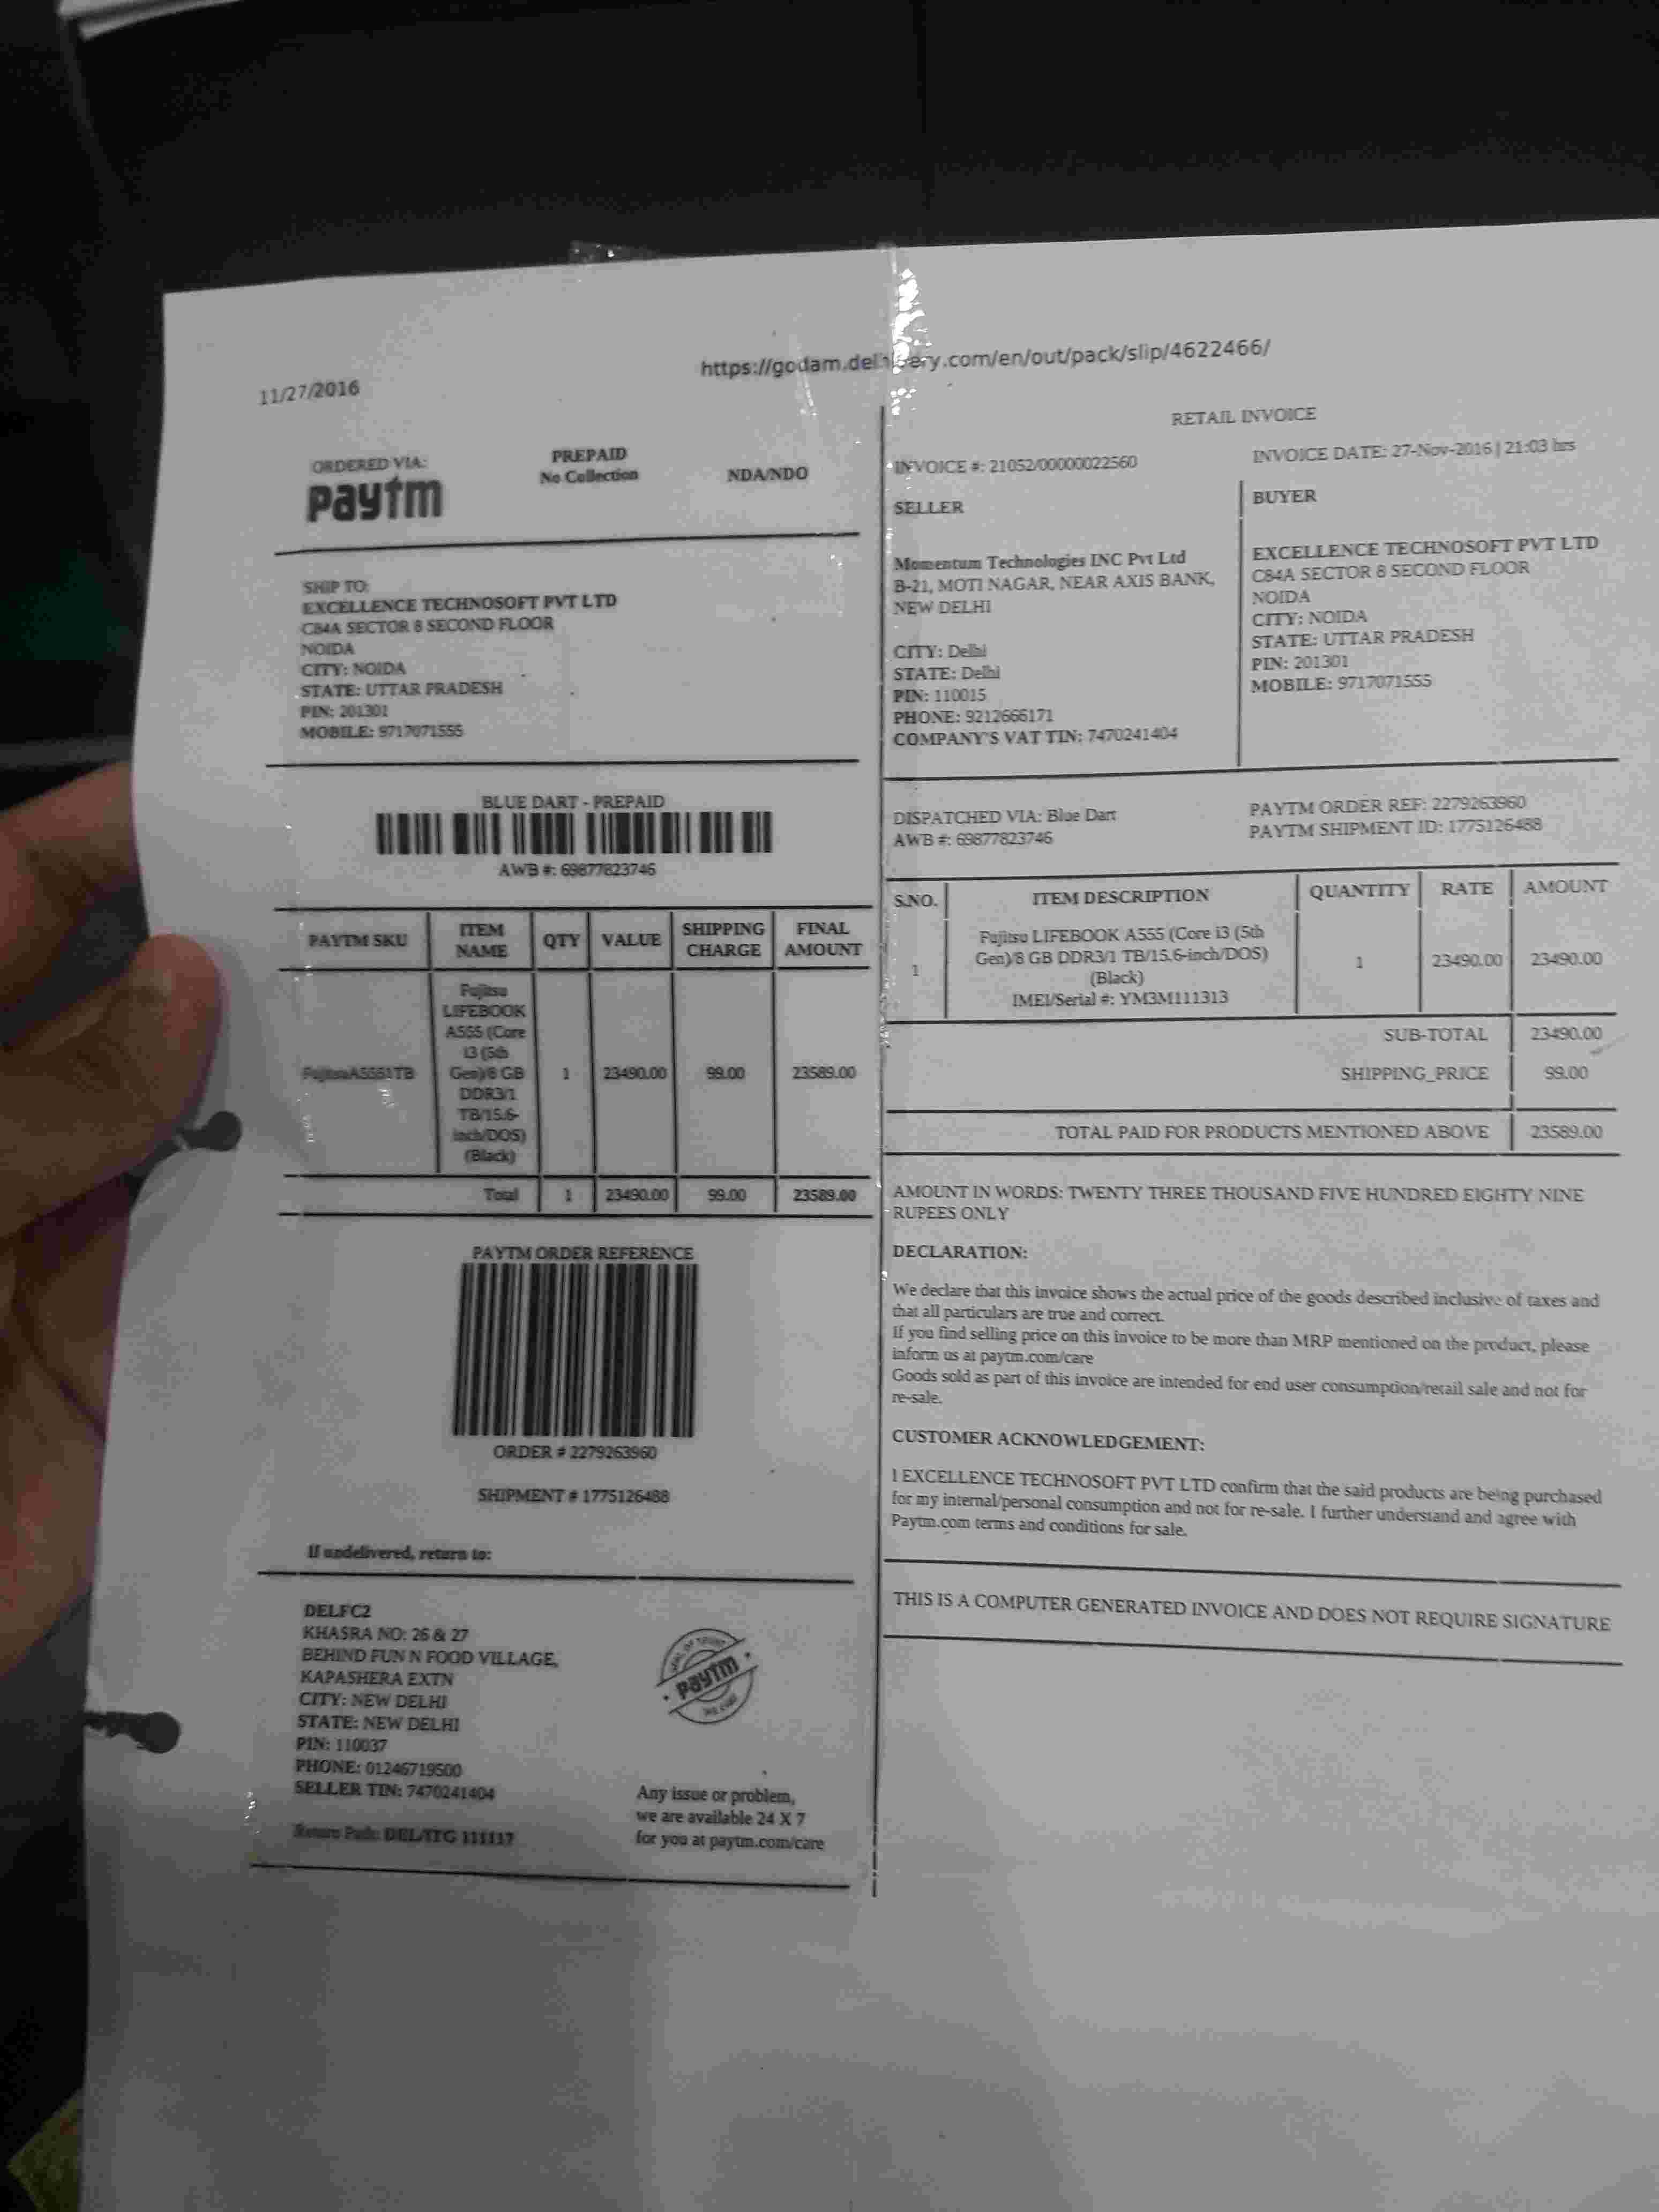 11/27/2016
https://godam.delhivery.com/en/out/pack/slip/4622466/
ORDERED VIA:
paytm
PREPAID
No Collection
NDA/NDO
SHIP TO:
EXCELLENCE TECHNOSOFT PVT LTD
C84A SECTOR 8 SECOND FLOOR
NOIDA
CITY: NOIDA
STATE: UTTAR PRADESH
PIN: 201301
MOBILE: 9717071555
BLUE DART - PREPAID
AWB #: 69877823746
PAYTM SKU ITEM NAME QTY VALUE SHIPPING CHARGE FINAL AMOUNT
Fujitsu
LIFEBOOK
A555 (Core
i3 (5th
FujitsuA5551TB Gen)/8 GB 1 23490.00 99.00 23589.00
DDR3/1
TB/15.6-
inch/DOS)
(Black)
Total 1 23490.00 99.00 23589.00
PAYTM ORDER REFERENCE
ORDER # 2279263960
SHIPMENT # 1775126488
If undelivered, return to:
DELFC2
KHASRA NO: 26 & 27
BEHIND FUN N FOOD VILLAGE,
KAPASHERA EXTN
CITY: NEW DELHI
STATE: NEW DELHI
PIN: 110037
PHONE: 01246719500
SELLER TIN: 7470241404
Return Path: DEL/ITG 111117
SEAL OF TRUST
paytm
Any issue or problem,
we are available 24 X 7
for you at paytm.com/care
RETAIL INVOICE
INVOICE #: 21052/00000022560
INVOICE DATE: 27-Nov-2016 | 21:03 hrs
SELLER
Momentum Technologies INC Pvt Ltd
B-21, MOTI NAGAR, NEAR AXIS BANK,
NEW DELHI
CITY: Delhi
STATE: Delhi
PIN: 110015
PHONE: 9212666171
COMPANY'S VAT TIN: 7470241404
BUYER
EXCELLENCE TECHNOSOFT PVT LTD
C84A SECTOR 8 SECOND FLOOR
NOIDA
CITY: NOIDA
STATE: UTTAR PRADESH
PIN: 201301
MOBILE: 9717071555
DISPATCHED VIA: Blue Dart
AWB #: 69877823746
PAYTM ORDER REF: 2279263960
PAYTM SHIPMENT ID: 1775126488
S.NO. ITEM DESCRIPTION QUANTITY RATE AMOUNT
Fujitsu LIFEBOOK A555 (Core i3 (5th
1 Gen)/8 GB DDR3/1 TB/15.6-inch/DOS) 1 23490.00 23490.00
(Black)
IMEI/Serial #: YM3M111313
SUB-TOTAL 23490.00
SHIPPING_PRICE 99.00
TOTAL PAID FOR PRODUCTS MENTIONED ABOVE 23589.00
AMOUNT IN WORDS: TWENTY THREE THOUSAND FIVE HUNDRED EIGHTY NINE
RUPEES ONLY
DECLARATION:
We declare that this invoice shows the actual price of the goods described inclusive of taxes and
that all particulars are true and correct.
If you find selling price on this invoice to be more than MRP mentioned on the product, please
inform us at paytm.com/care
Goods sold as part of this invoice are intended for end user consumption/retail sale and not for
re-sale.
CUSTOMER ACKNOWLEDGEMENT:
I EXCELLENCE TECHNOSOFT PVT LTD confirm that the said products are being purchased
for my internal/personal consumption and not for re-sale. I further understand and agree with
Paytm.com terms and conditions for sale.
THIS IS A COMPUTER GENERATED INVOICE AND DOES NOT REQUIRE SIGNATURE